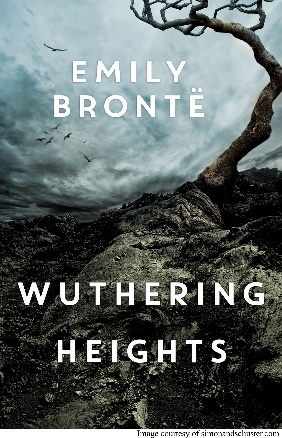 EMILY
BRONTË
WUTHERING
HEIGHTS
Image courtesy of simonandschuster.com